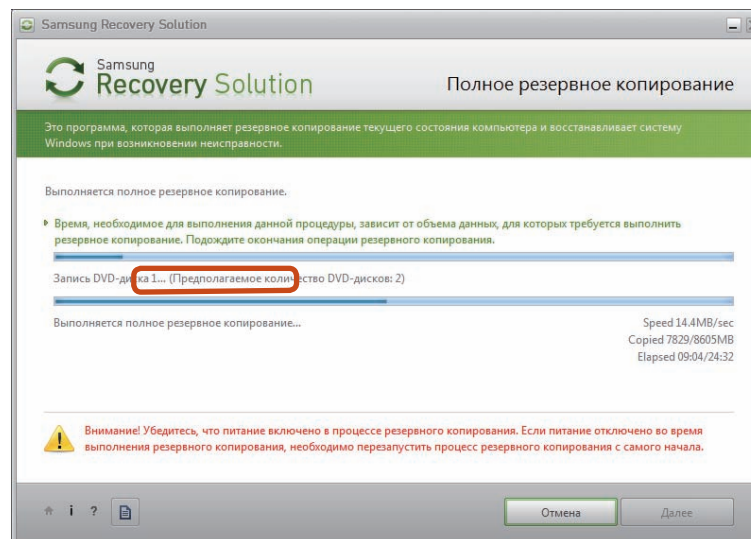 Samsung Recovery Solution
Samsung
Recovery Solution
Полное резервное копирование
Это программа, которая выполняет резервное копирование текущего состояния компьютера и восстанавливает систему
Windows при возникновении неисправности.
Выполняется полное резервное копирование.
Время, необходимое для выполнения данной процедуры, зависит от объема данных, для которых требуется выполнить
резервное копирование. Подождите окончания операции резервного копирования.
Запись DVD-диска 1... (Предполагаемое количество DVD-дисков: 2)
Выполняется полное резервное копирование...
Speed 14.4MB/sec
Copied 7829/8605MB
Elapsed 09:04/24:32
Внимание! Убедитесь, что питание включено в процессе резервного копирования. Если питание отключено во время
выполнения резервного копирования, необходимо перезапустить процесс резервного копирования с самого начала.
i ?
Отмена
Далее